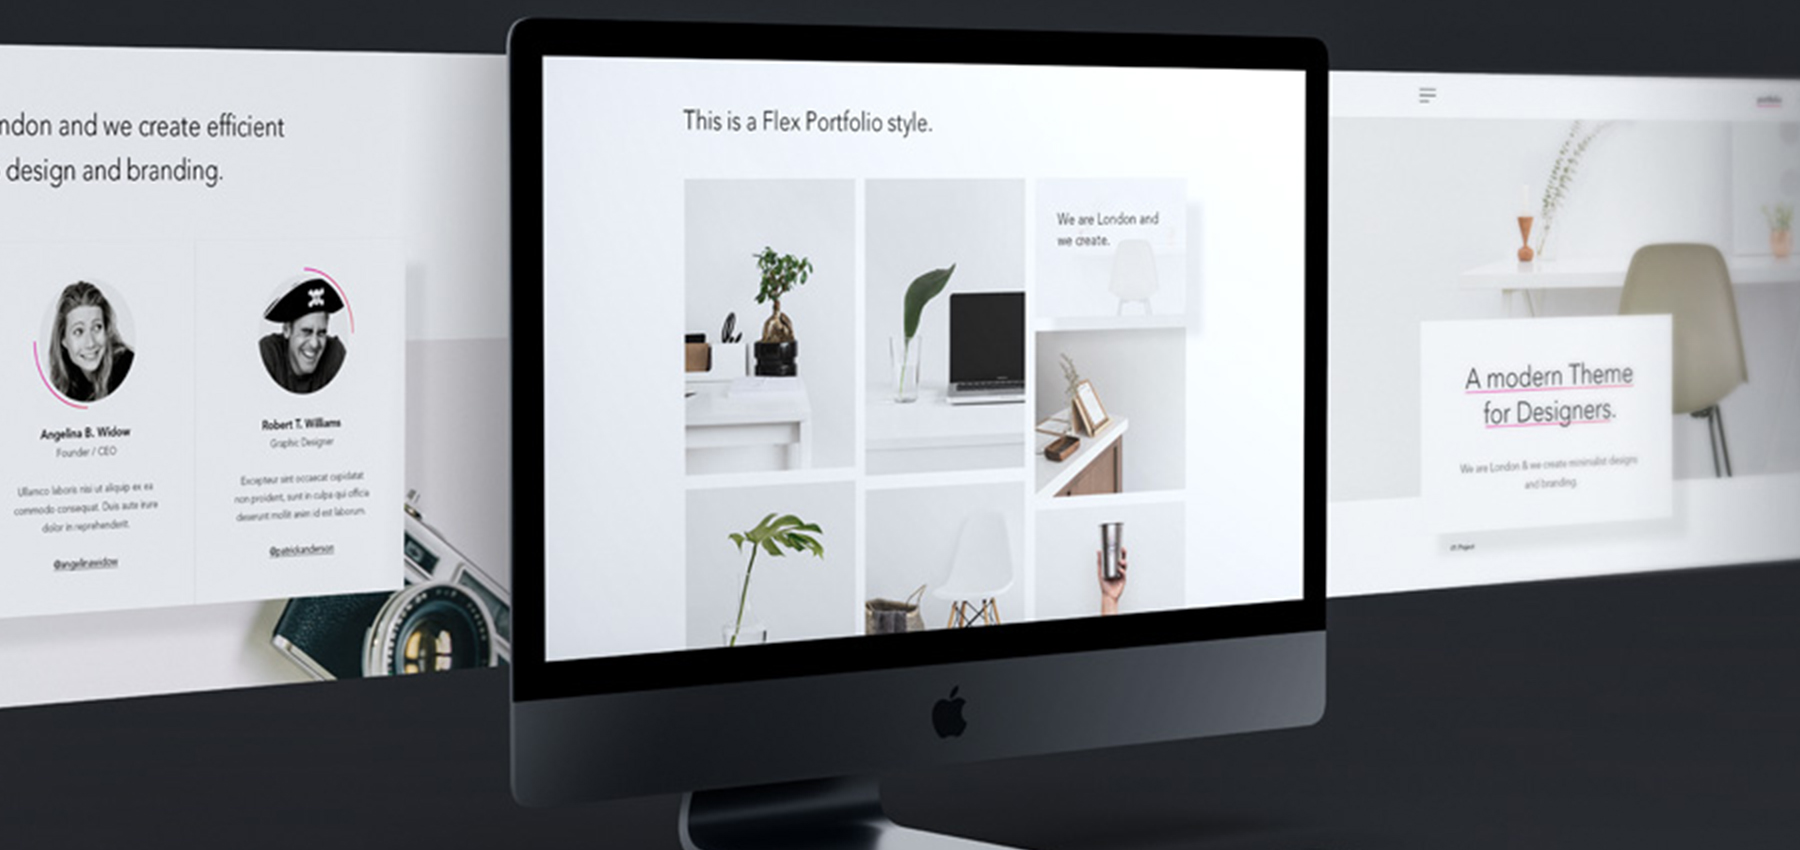 ndon and we create efficient
design and branding.
Angelina B. Widow
Founder / CEO
Ullamco laboris nisi ut aliquip ex ea
commodo consequat. Duis aute irure
dolor in reprehenderit.
@angelinawidow
Robert T. Williams
Graphic Designer
Excepteur sint occaecat cupidatat
non proident, sunt in culpa qui officia
deserunt mollit anim id est laborum.
@patrickanderson
This is a Flex Portfolio style.
We are London and
we create.
portfolio
A modern Theme
for Designers.
We are London & we create minimalist designs
and branding.